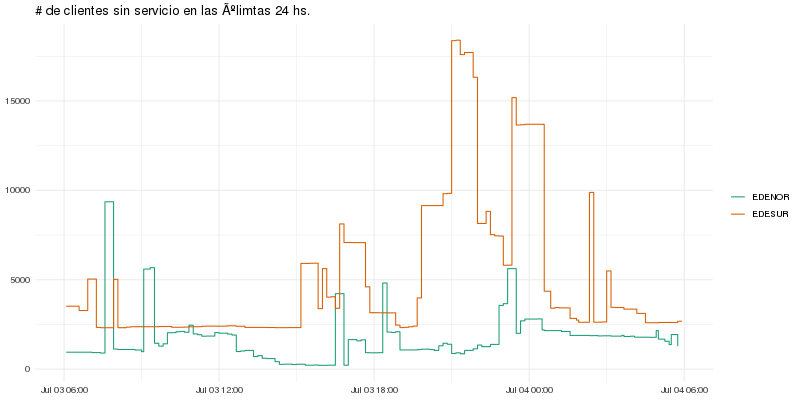 # de clientes sin servicio en las Ãºlimtas 24 hs.
15000
10000
5000
0
Jul 03 06:00
Jul 03 12:00
Jul 03 18:00
Jul 04 00:00
Jul 04 06:00
EDENOR
EDESUR